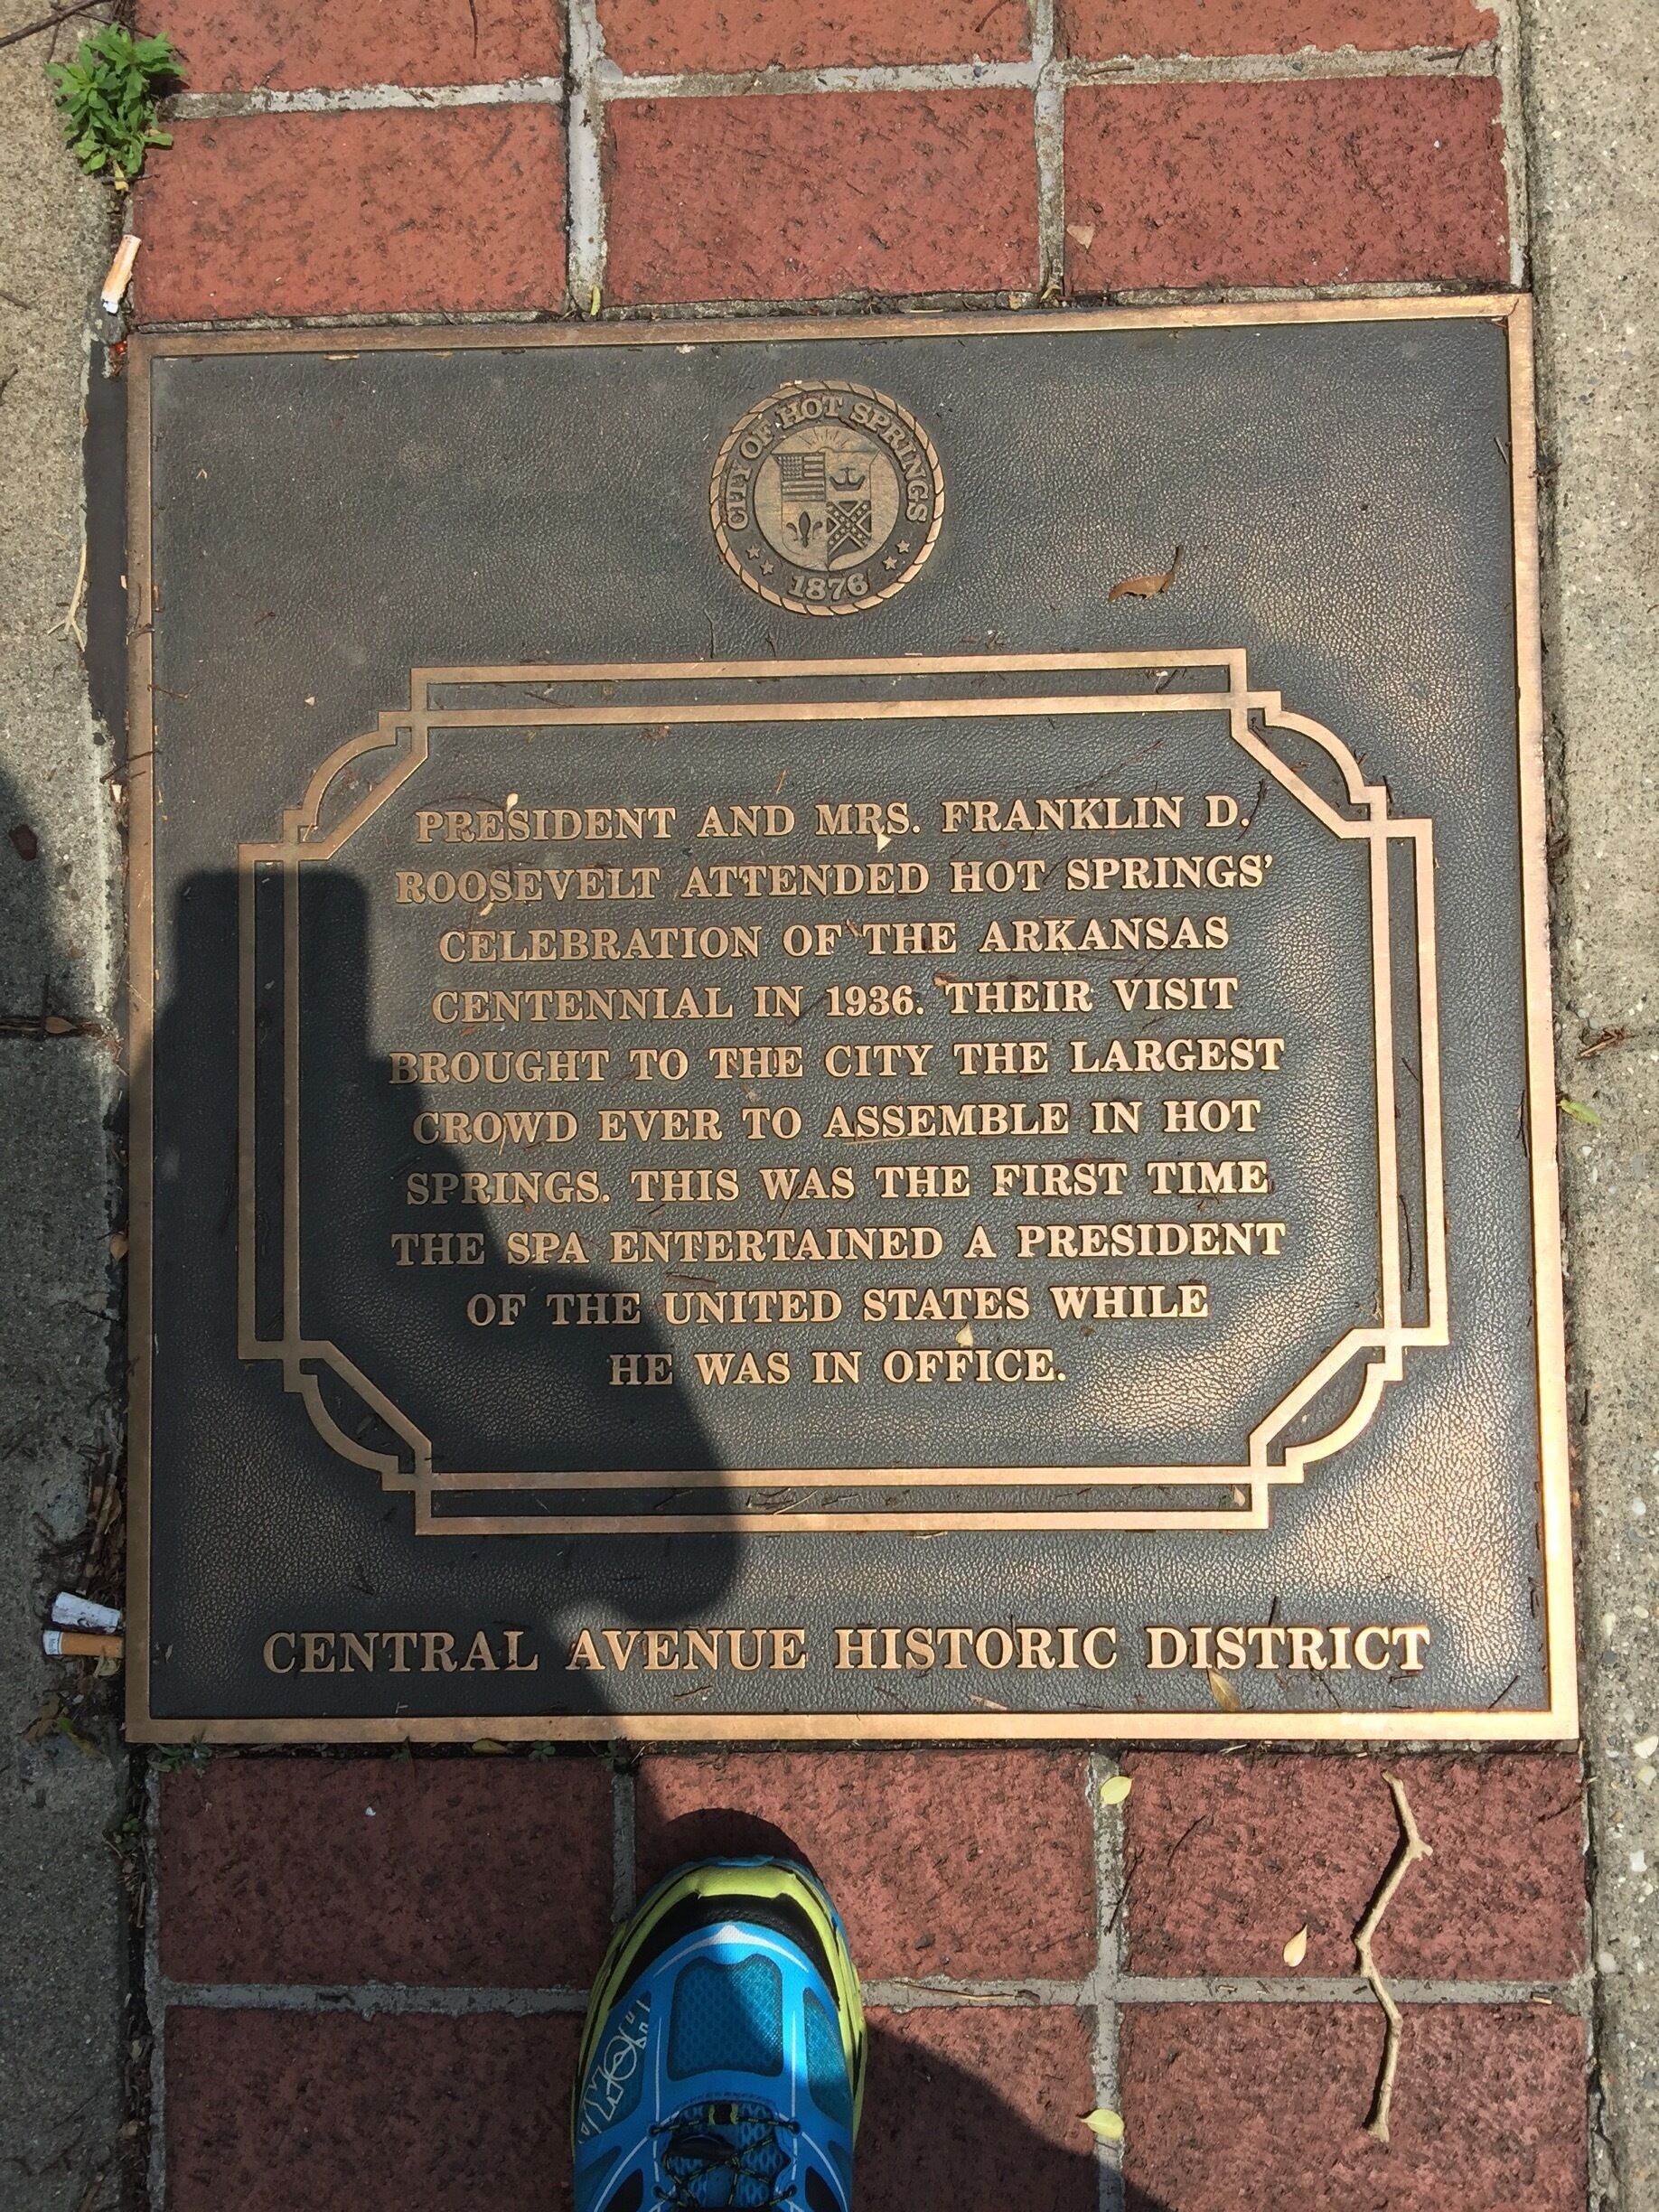 CITY OF HOT SPRINGS
1876
PRESIDENT AND MRS. FRANKLIN D.
ROOSEVELT ATTENDED HOT SPRINGS'
CELEBRATION OF THE ARKANSAS
CENTENNIAL IN 1936. THEIR VISIT
BROUGHT TO THE CITY THE LARGEST
CROWD EVER TO ASSEMBLE IN HOT
SPRINGS. THIS WAS THE FIRST TIME
THE SPA ENTERTAINED A PRESIDENT
OF THE UNITED STATES WHILE
HE WAS IN OFFICE.
CENTRAL AVENUE HISTORIC DISTRICT